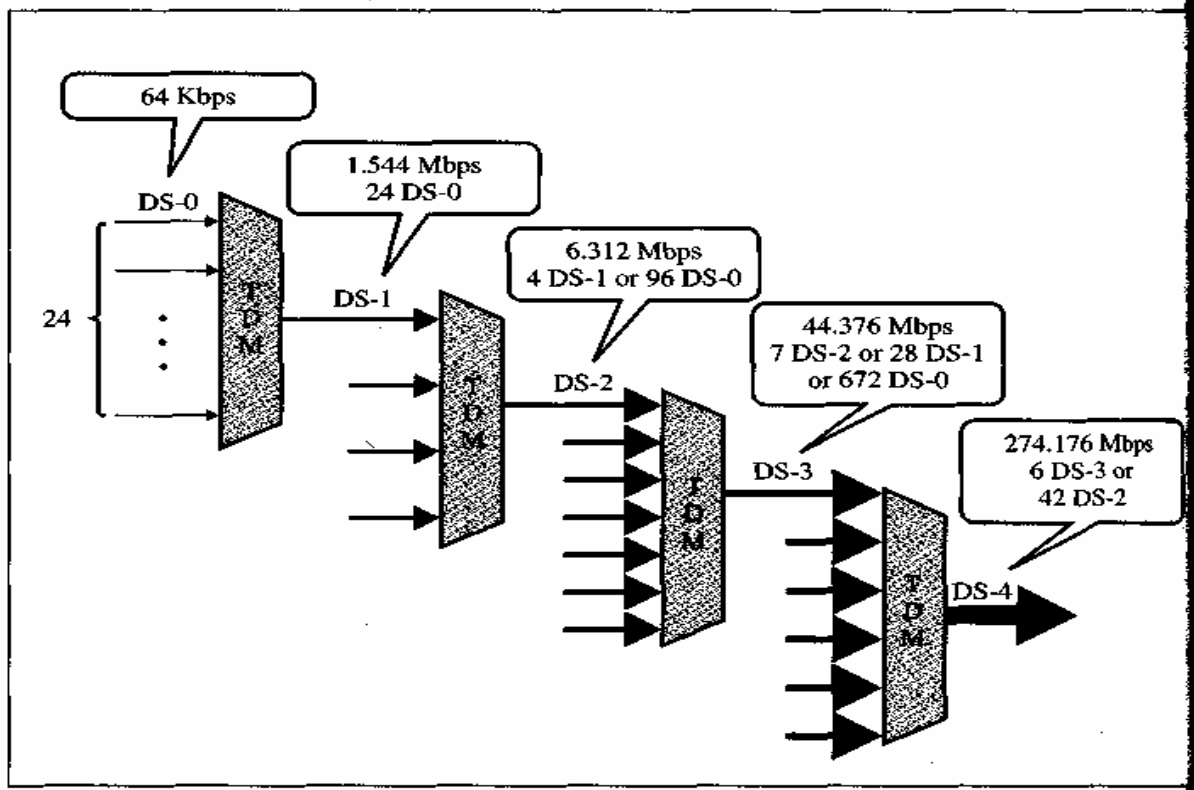 64 Kbps
1.544 Mbps
24 DS-0
DS-0
6.312 Mbps
4 DS-1 or 96 DS-0
DS-1
24
T
D
M
44.376 Mbps
7 DS-2 or 28 DS-1
or 672 DS-0
DS-2
T
D
M
274.176 Mbps
6 DS-3 or
42 DS-2
DS-3
T
D
M
DS-4
T
D
M